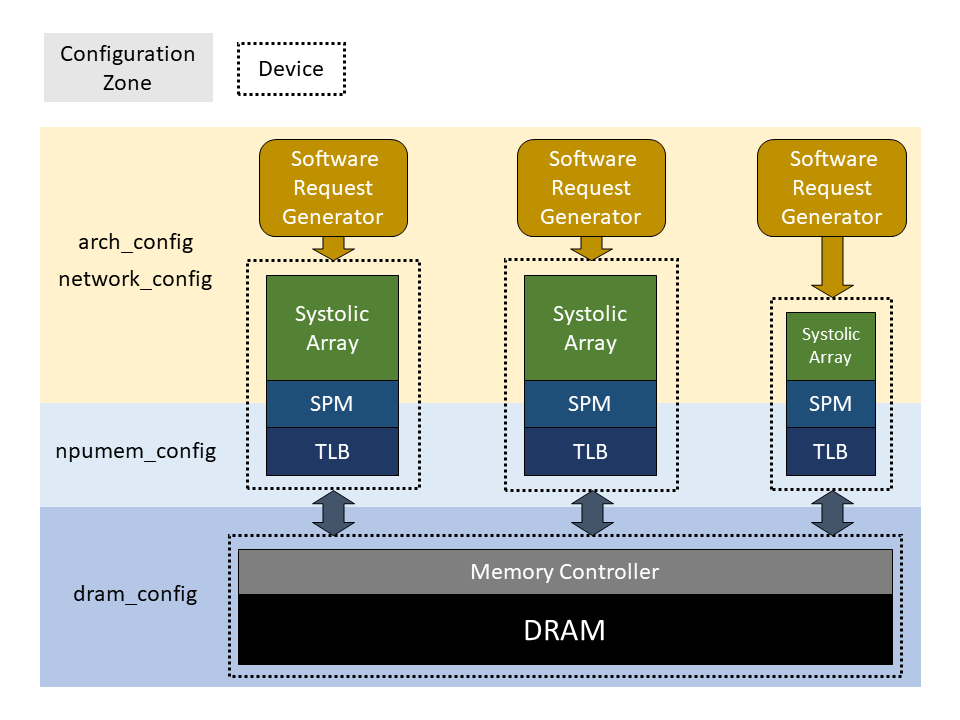 Configuration
Zone
Device
Software
Request
Generator
Software
Request
Generator
Software
Request
Generator
arch_config
network_config
Systolic
Array
Systolic
Array
Systolic
Array
SPM
SPM
SPM
npumem_config
TLB
TLB
TLB
dram_config
Memory Controller
DRAM